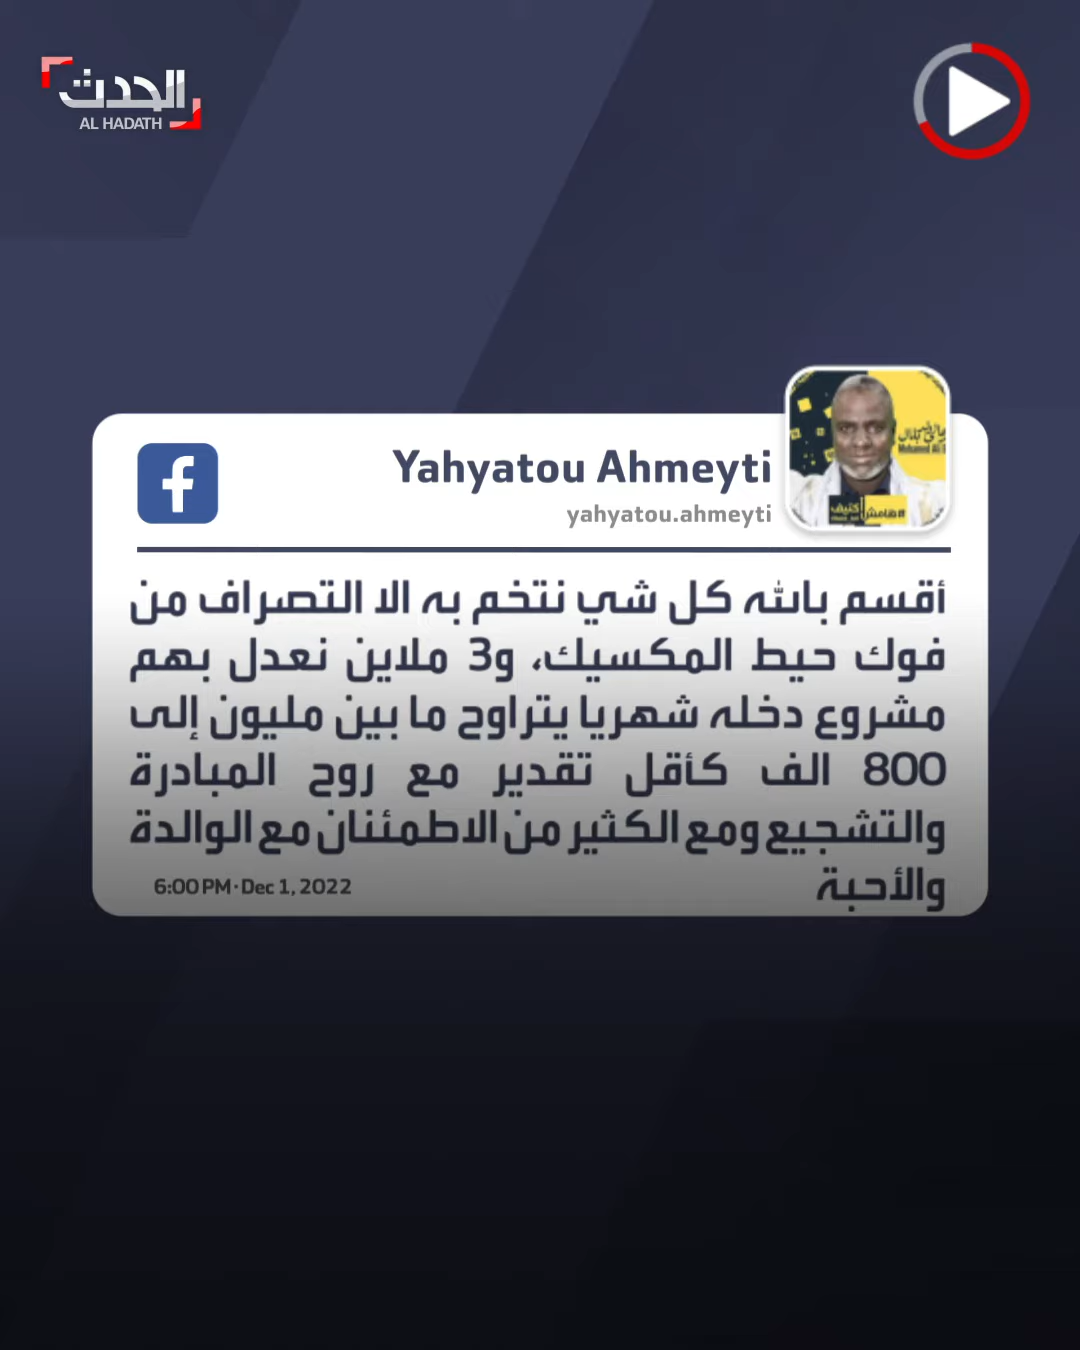 الحدث
AL HADATH
Yahyatou Ahmeyti
yahyatou.ahmeyti
#هامش
أقسم بالله كل شي نتخم به الا التصراف من
فوك حيط المكسيك، و3 ملاين نعدل بهم
مشروع دخله شهريا يتراوح ما بين مليون إلى
800 الف كأقل تقدير مع روح المبادرة
والتشجيع ومع الكثير من الاطمئنان مع الوالدة
والأحبة
6:00 PM · Dec 1, 2022